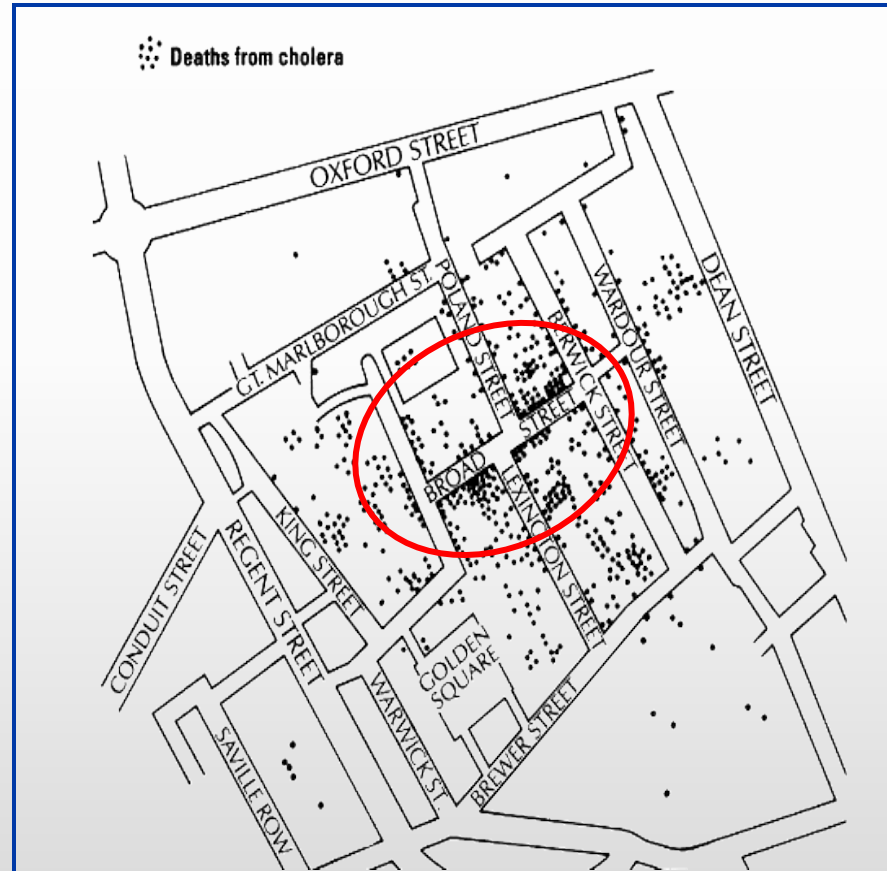 Deaths from cholera
OXFORD STREET
POLAND STREET
GT. MARLBOROUGH ST.
BERWICK STREET
WARDOUR STREET
DEAN STREET
BROAD STREET
LEXINGTON STREET
KING STREET
REGENT STREET
CONDUIT STREET
GOLDEN
SQUARE
WARWICK ST.
BREWER STREET
SAVILLE ROW